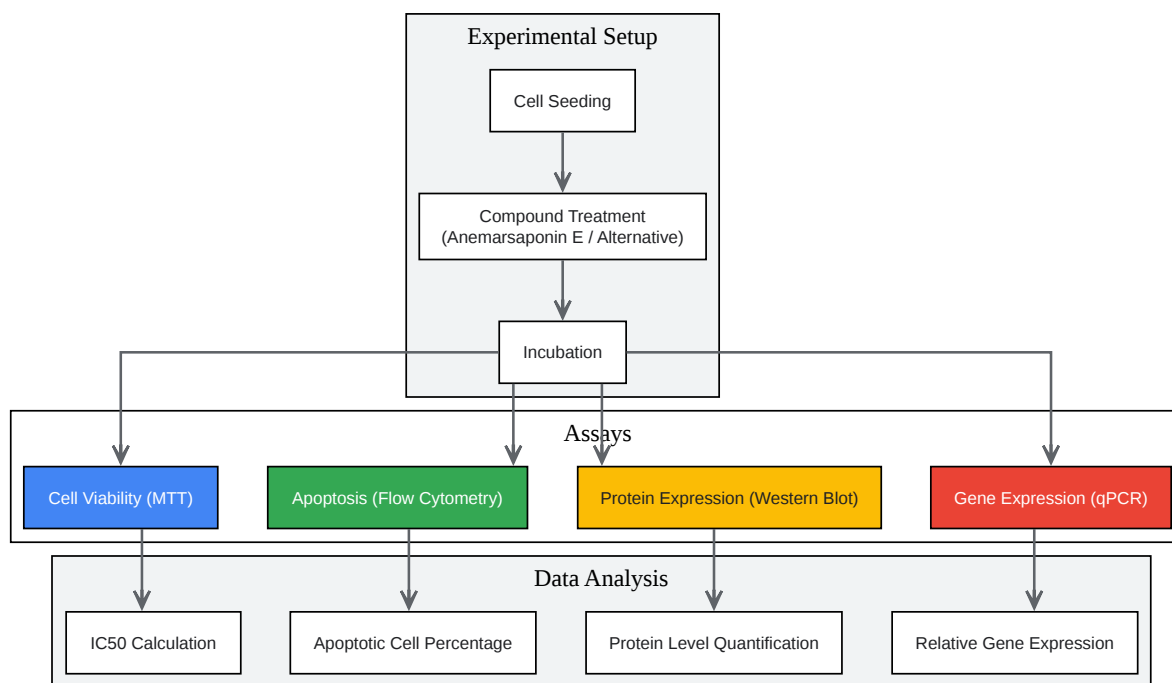 Experimental Setup
Cell Seeding
Compound Treatment
(Anemarsaponin E / Alternative)
Incubation
Assays
Cell Viability (MTT)
Apoptosis (Flow Cytometry)
Protein Expression (Western Blot)
Gene Expression (qPCR)
Data Analysis
IC50 Calculation
Apoptotic Cell Percentage
Protein Level Quantification
Relative Gene Expression